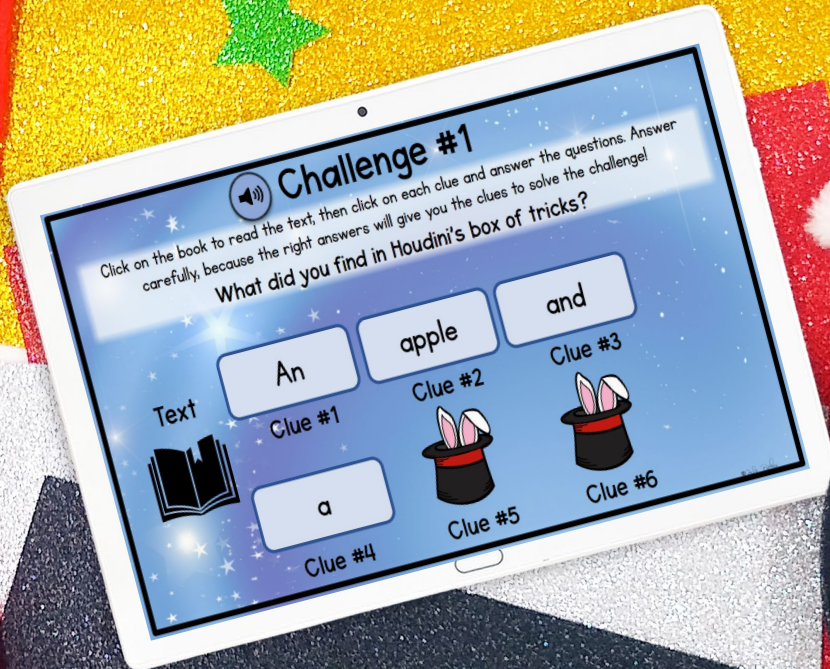 Challenge #1
Click on the book to read the text, then click on each clue and answer the questions. Answer
carefully, because the right answers will give you the clues to solve the challenge!
What did you find in Houdini's box of tricks?
An
apple
and
Clue #1
Clue #2
Clue #3
Text
a
Clue #4
Clue #5
Clue #6